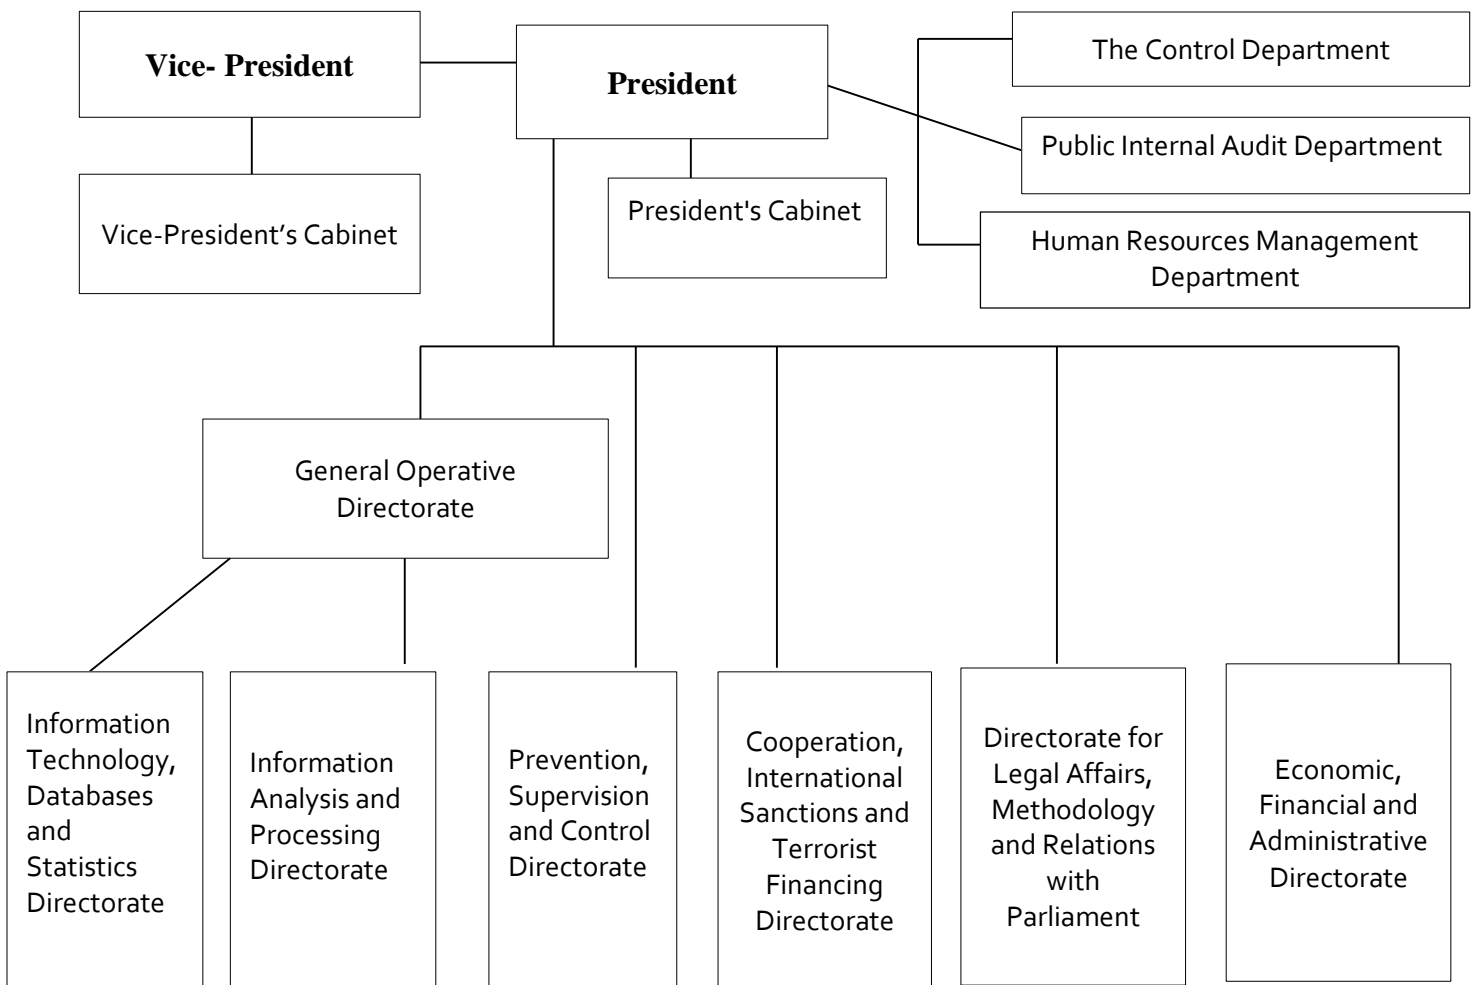 Vice- President
President
The Control Department
Public Internal Audit Department
Vice-President’s Cabinet
President's Cabinet
Human Resources Management
Department
General Operative
Directorate
Information
Technology,
Databases
and
Statistics
Directorate
Information
Analysis and
Processing
Directorate
Prevention,
Supervision
and Control
Directorate
Cooperation,
International
Sanctions and
Terrorist
Financing
Directorate
Directorate for
Legal Affairs,
Methodology
and Relations
with
Parliament
Economic,
Financial and
Administrative
Directorate